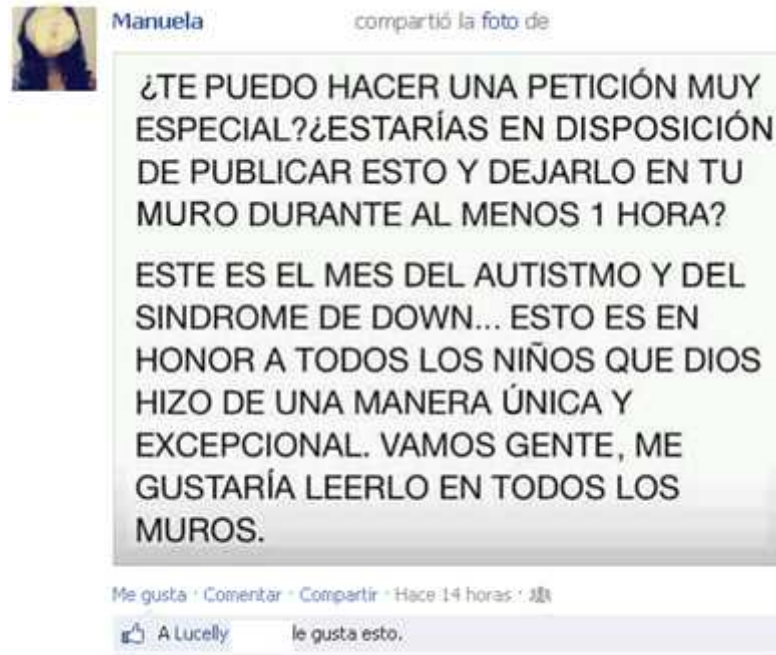 Manuela compartió la foto de
¿TE PUEDO HACER UNA PETICIÓN MUY
ESPECIAL?¿ESTARÍAS EN DISPOSICIÓN
DE PUBLICAR ESTO Y DEJARLO EN TU
MURO DURANTE AL MENOS 1 HORA?
ESTE ES EL MES DEL AUTISTMO Y DEL
SINDROME DE DOWN... ESTO ES EN
HONOR A TODOS LOS NIÑOS QUE DIOS
HIZO DE UNA MANERA ÚNICA Y
EXCEPCIONAL. VAMOS GENTE, ME
GUSTARÍA LEERLO EN TODOS LOS
MUROS.
Me gusta · Comentar · Compartir · Hace 14 horas ·
A Lucelly le gusta esto.